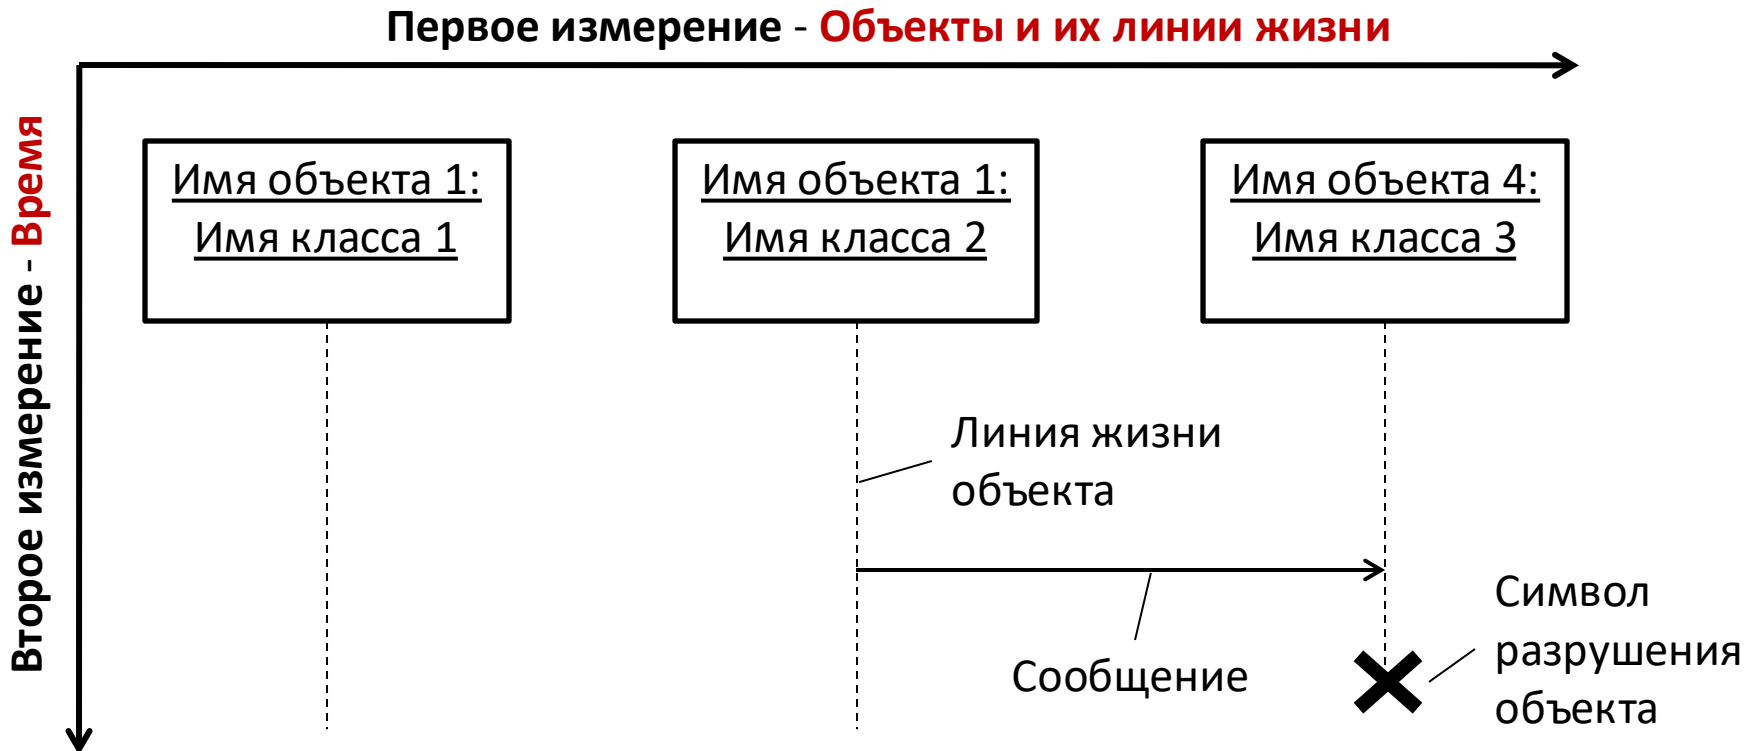 Первое измерение - Объекты и их линии жизни
Второе измерение - Время
Имя объекта 1:
Имя класса 1
Имя объекта 1:
Имя класса 2
Имя объекта 4:
Имя класса 3
Линия жизни
объекта
Сообщение
Символ
разрушения
объекта